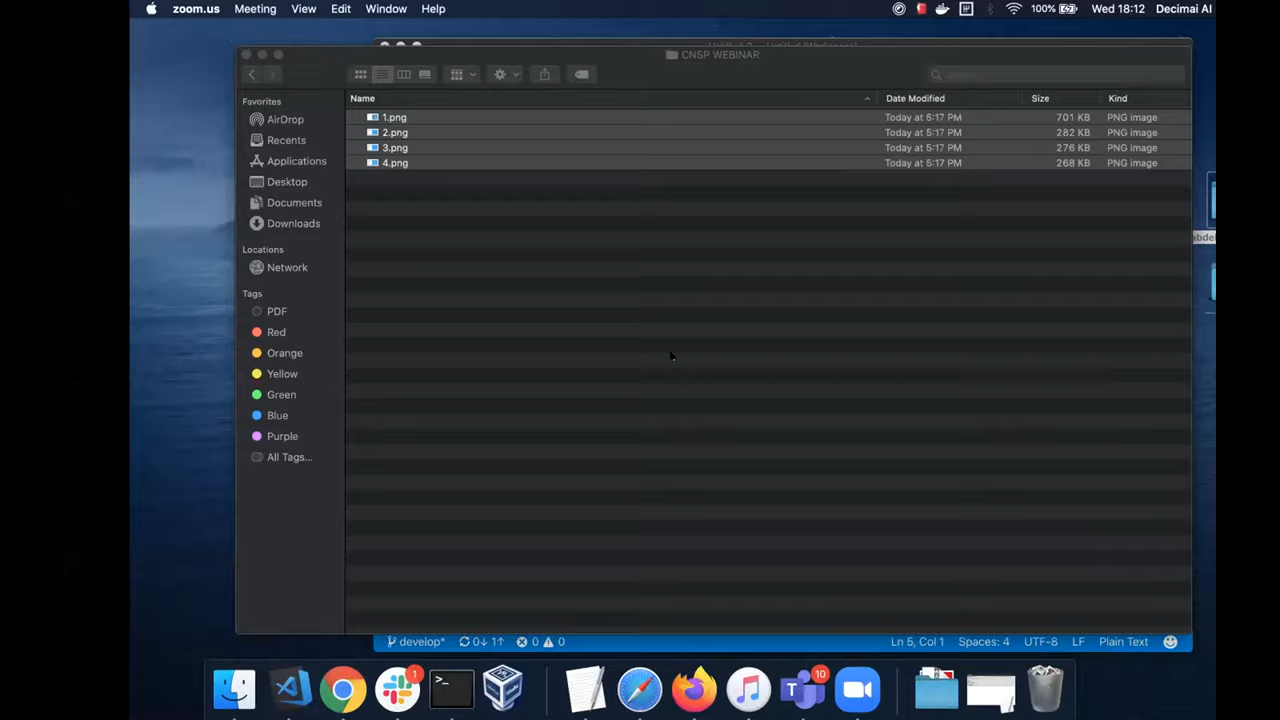 zoom.us Meeting View Edit Window Help 100% Wed 18:12 Decimai AI
CNSP WEBINAR
Favorites
AirDrop
Recents
Applications
Desktop
Documents
Downloads
Locations
Network
Tags
PDF
Red
Orange
Yellow
Green
Blue
Purple
All Tags...
Name Date Modified Size Kind
1.png Today at 5:17 PM 701 KB PNG image
2.png Today at 5:17 PM 282 KB PNG image
3.png Today at 5:17 PM 276 KB PNG image
4.png Today at 5:17 PM 268 KB PNG image
abdel
develop* 0↓ 1↑ 0 0 Ln 5, Col 1 Spaces: 4 UTF-8 LF Plain Text
1 10